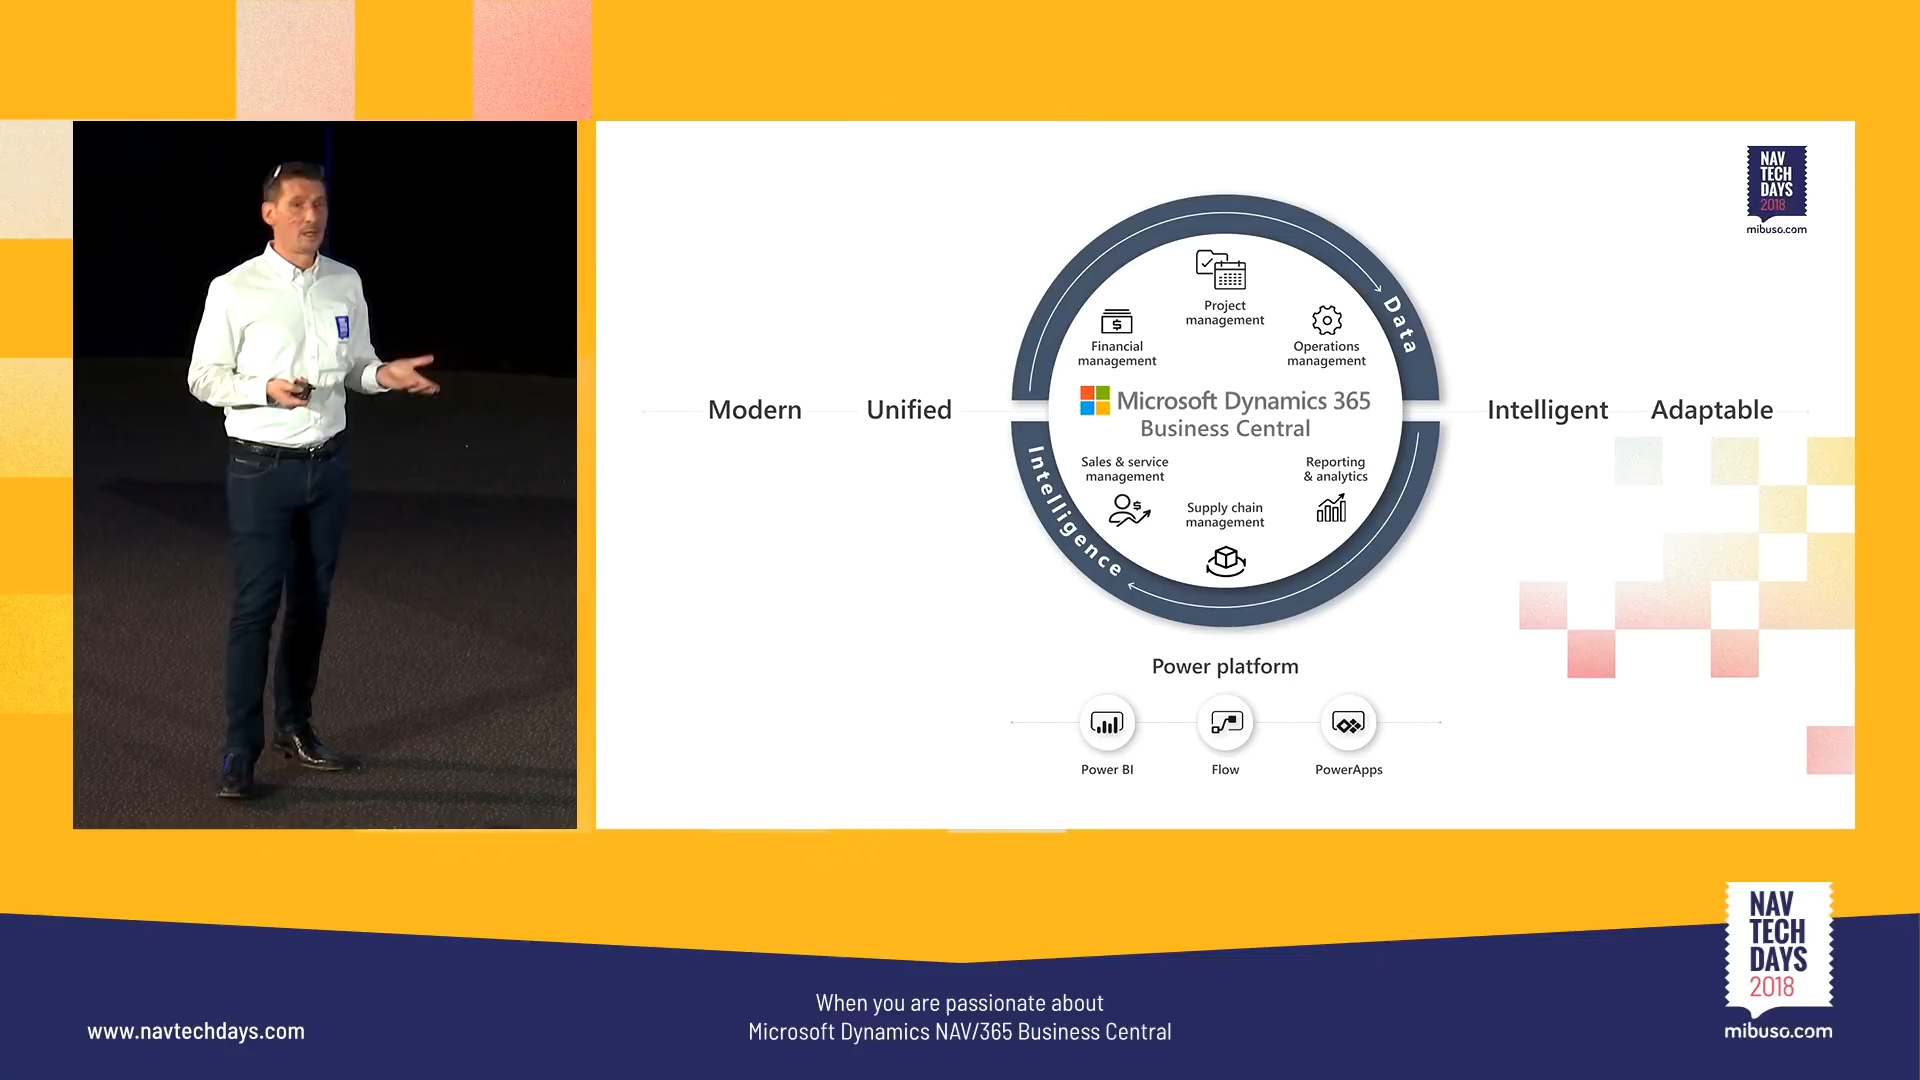 NAV
TECH
DAYS
2018
mibuso.com
Data
Project
management
Financial
management
Operations
management
Modern
Unified
Microsoft Dynamics 365
Business Central
Intelligent
Adaptable
Intelligence
Sales & service
management
Reporting
& analytics
Supply chain
management
Power platform
Power BI
Flow
PowerApps
NAV
TECH
DAYS
2018
mibuso.com
When you are passionate about
Microsoft Dynamics NAV/365 Business Central
www.navtechdays.com